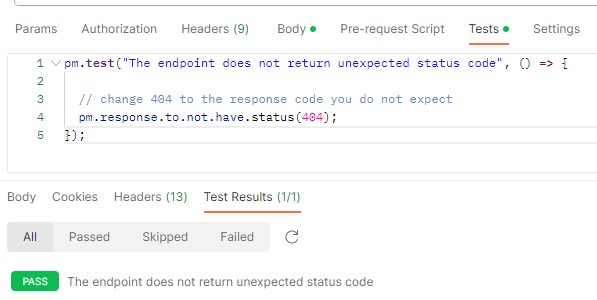 Params Authorization Headers (9) Body Pre-request Script Tests Settings
1 pm.test("The endpoint does not return unexpected status code", () => {
2
3 // change 404 to the response code you do not expect
4 pm.response.to.not.have.status(404);
5 });
Body Cookies Headers (13) Test Results (1/1)
All Passed Skipped Failed
PASS The endpoint does not return unexpected status code